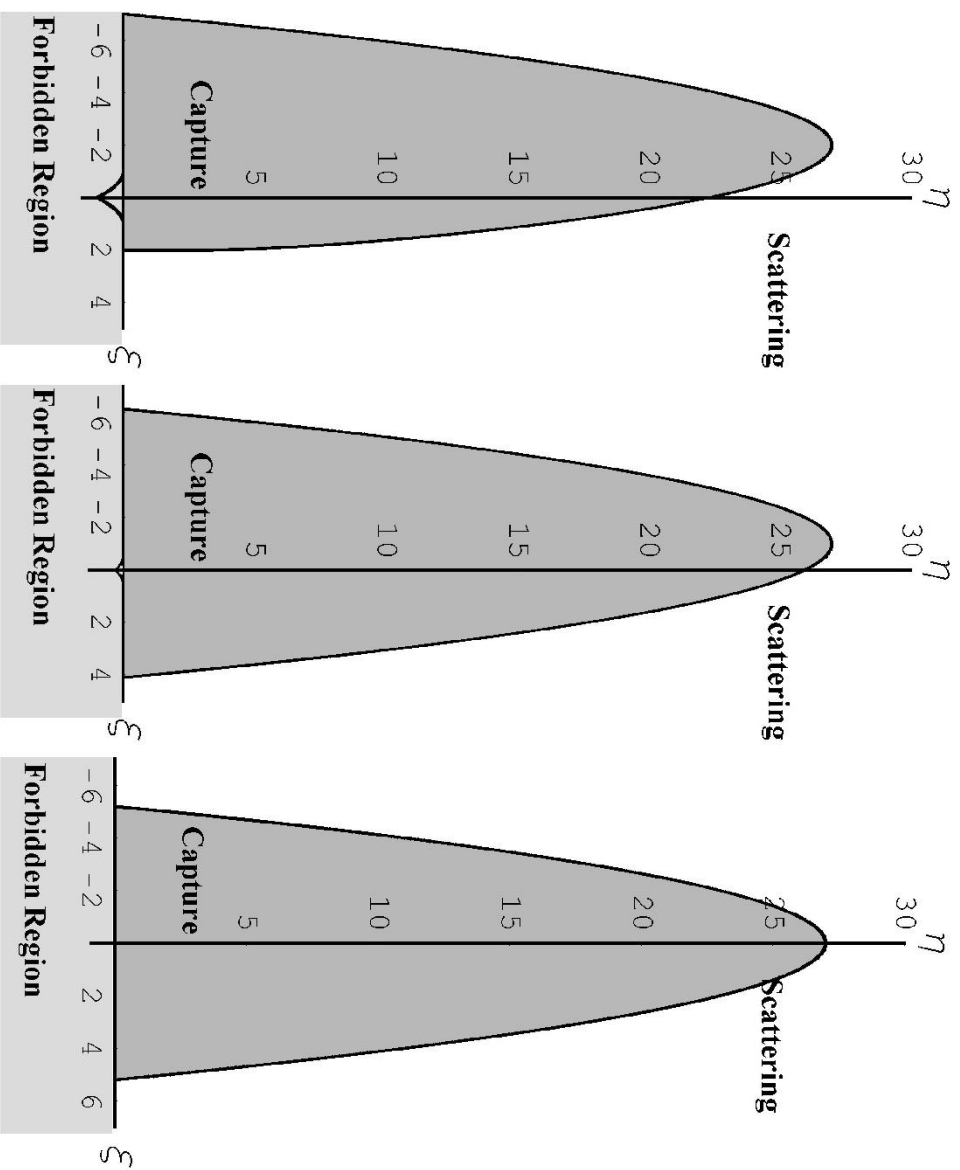 η
30
25 Scattering
20
15
10
5
Capture
-6 -4 -2 2 4 ξ
Forbidden Region
η
30
25 Scattering
20
15
10
5
Capture
-6 -4 -2 2 4 ξ
Forbidden Region
η
30
25 Scattering
20
15
10
5
Capture
-6 -4 -2 2 4 6 ξ
Forbidden Region